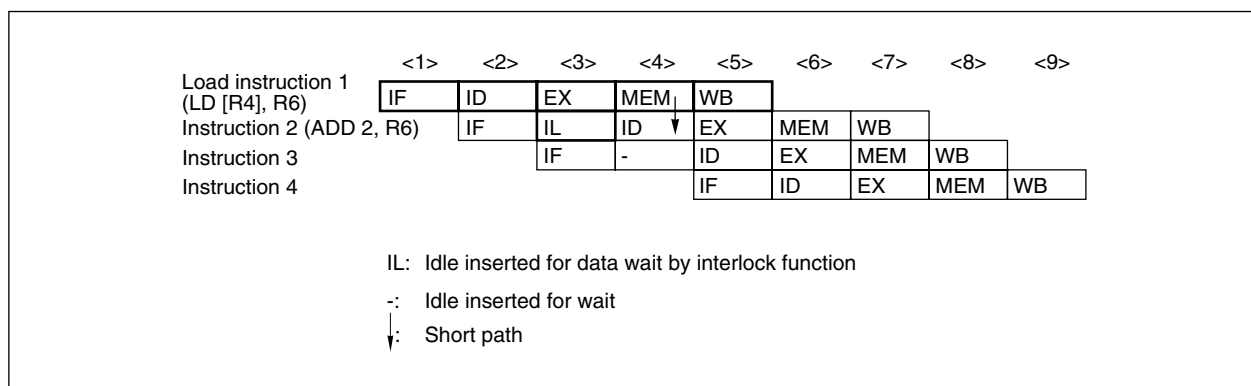 <1> <2> <3> <4> <5> <6> <7> <8> <9>
Load instruction 1
(LD [R4], R6) IF ID EX MEM WB
Instruction 2 (ADD 2, R6) IF IL ID EX MEM WB
Instruction 3 IF - ID EX MEM WB
Instruction 4 IF ID EX MEM WB
IL: Idle inserted for data wait by interlock function
-: Idle inserted for wait
↓: Short path